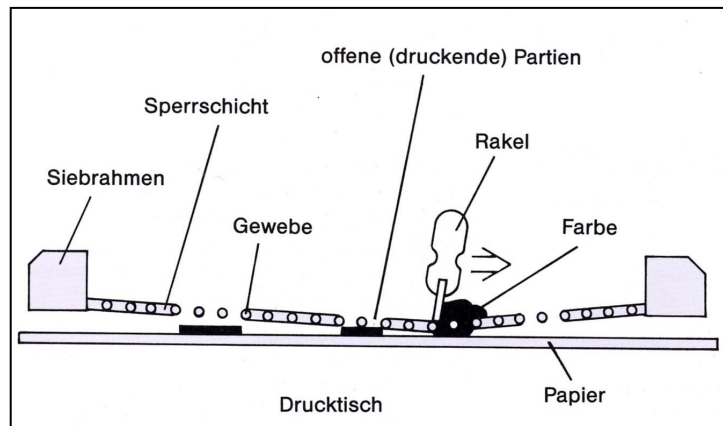 offene (druckende) Partien
Sperrschicht
Rakel
Siebrahmen
Gewebe
Farbe
Papier
Drucktisch